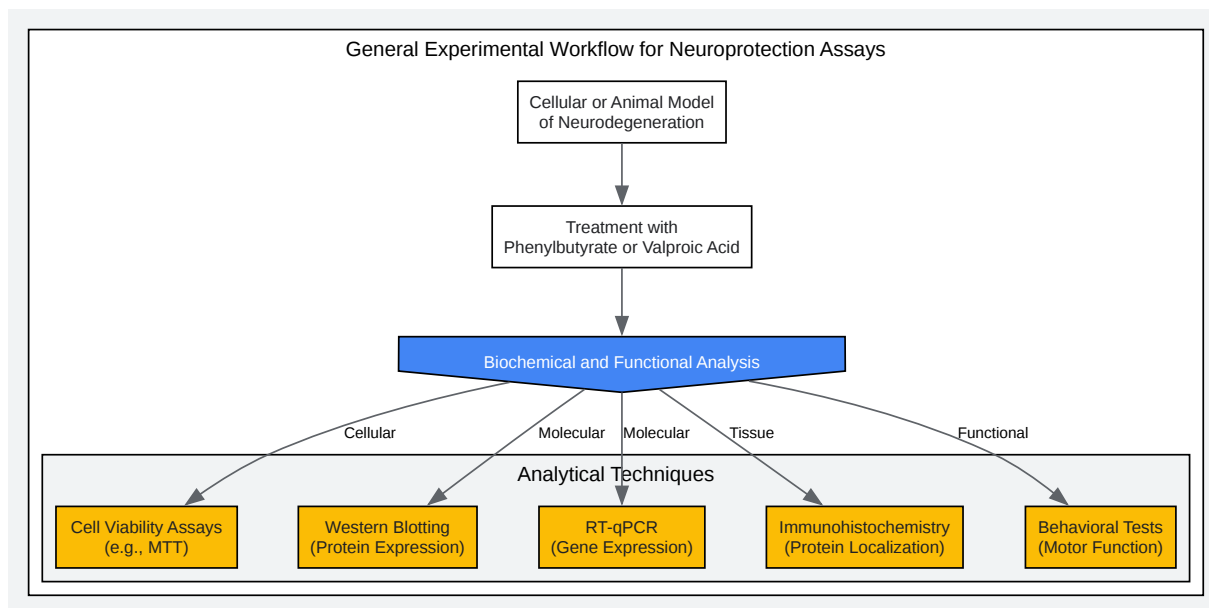 General Experimental Workflow for Neuroprotection Assays
Cellular or Animal Model
of Neurodegeneration
Treatment with
Phenylbutyrate or Valproic Acid
Biochemical and Functional Analysis
Cellular
Molecular
Molecular
Tissue
Functional
Analytical Techniques
Cell Viability Assays
(e.g., MTT)
Western Blotting
(Protein Expression)
RT-qPCR
(Gene Expression)
Immunohistochemistry
(Protein Localization)
Behavioral Tests
(Motor Function)